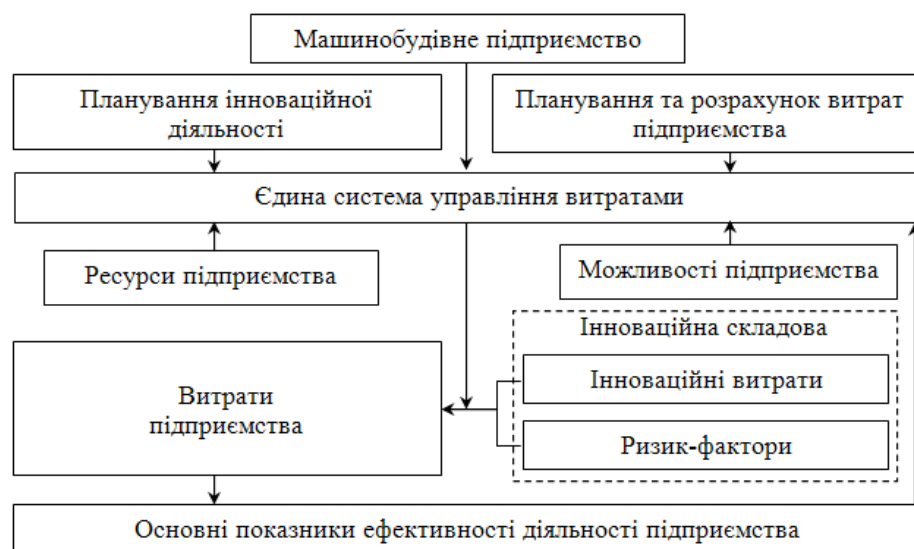 Машинобудівне підприємство
Планування інноваційної
діяльності
Планування та розрахунок витрат
підприємства
Єдина система управління витратами
Ресурси підприємства
Можливості підприємства
Інноваційна складова
Інноваційні витрати
Витрати
підприємства
Ризик-фактори
Основні показники ефективності діяльності підприємства